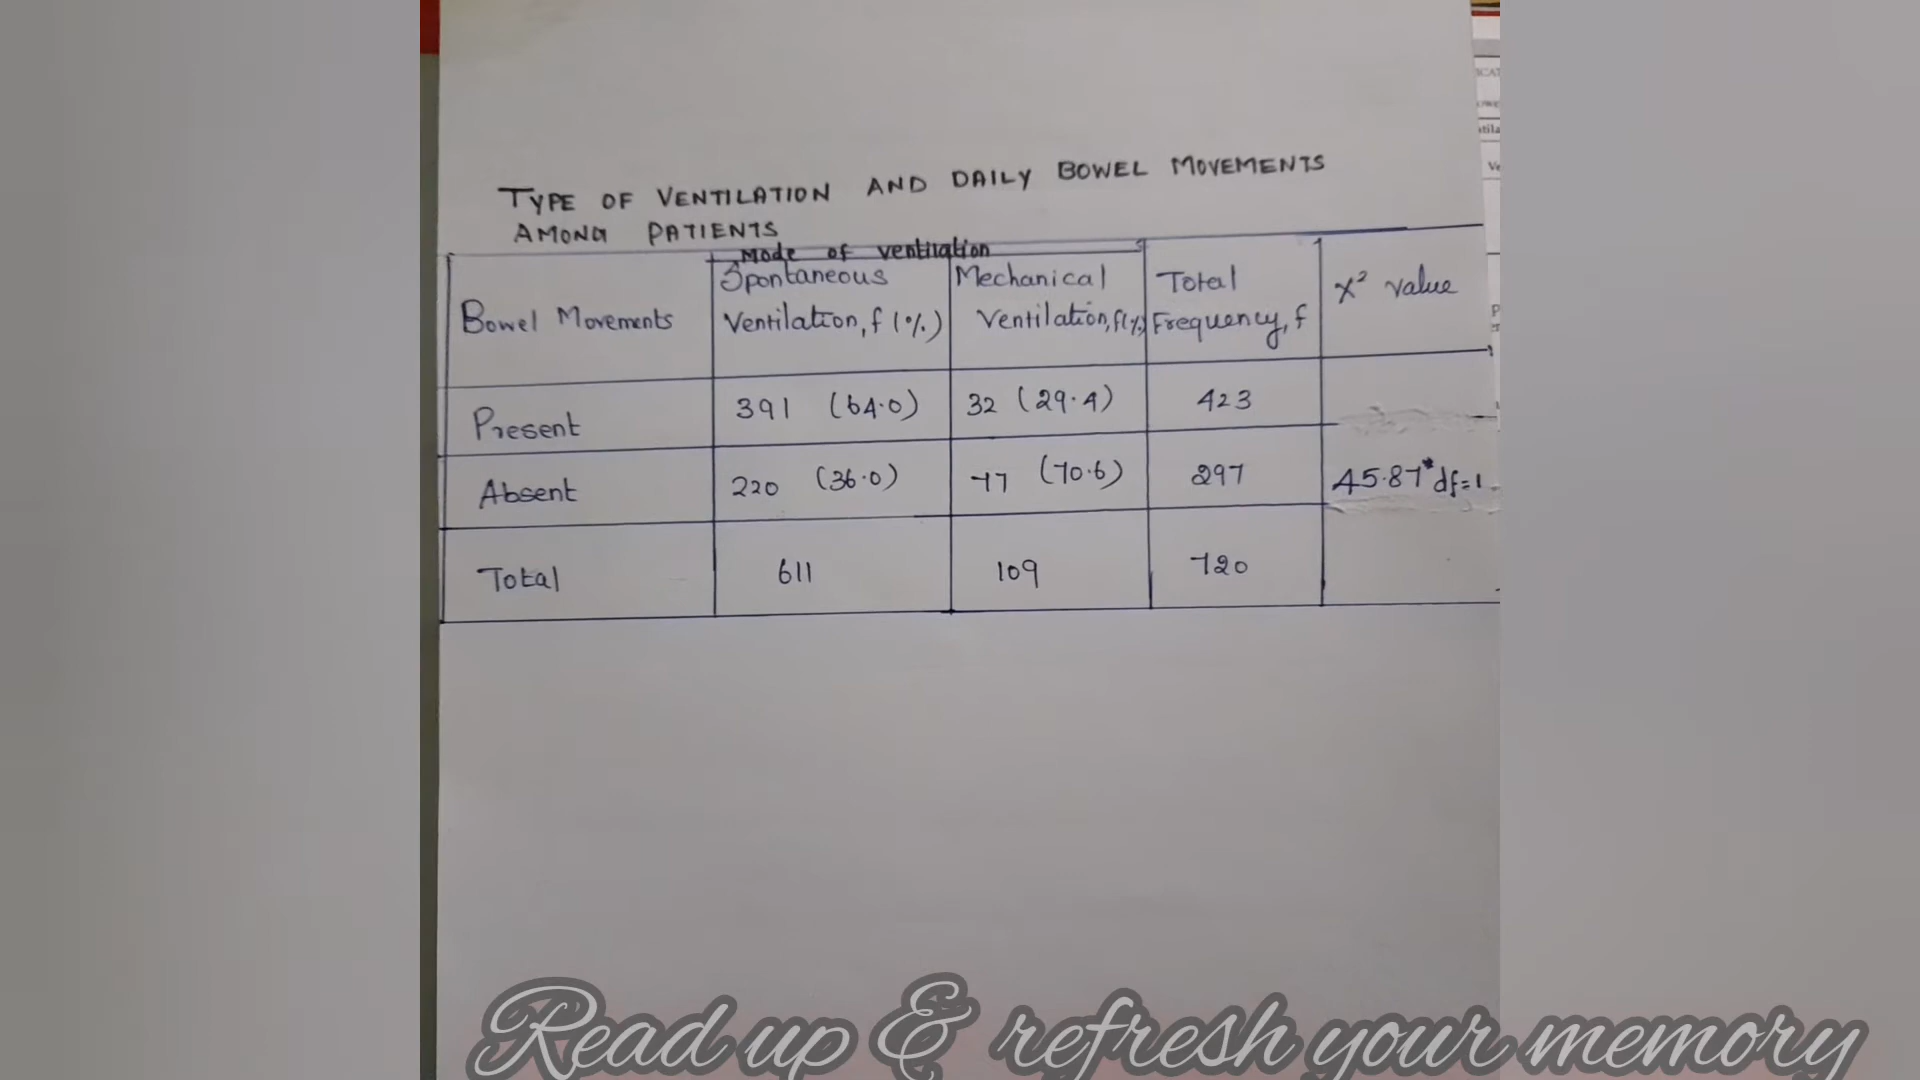 TYPE OF VENTILATION AND DAILY BOWEL MOVEMENTS
AMONG PATIENTS
Mode of ventilation
Bowel Movements
Spontaneous
Ventilation, f (%)
Mechanical
Ventilation, f(%)
Total
Frequency, f
X² value
Present
391 (64.0)
32 (29.4)
423
Absent
220 (36.0)
77 (70.6)
297
45.87* df=1
Total
611
109
720
Read up & refresh your memory